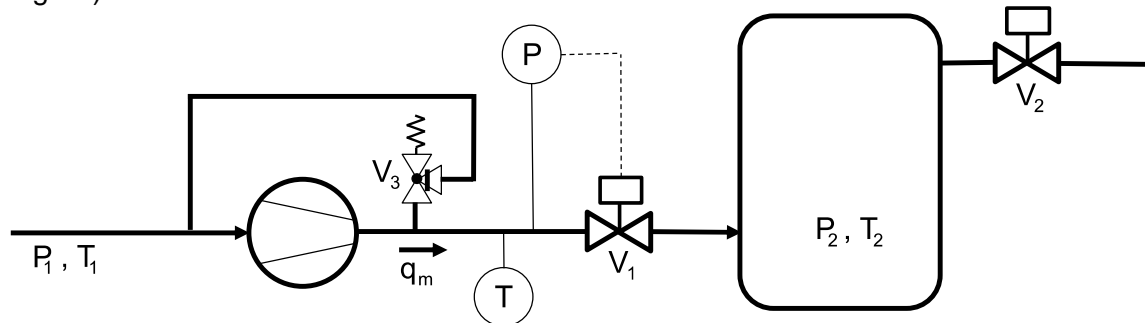 P
V₂
V₃
P₁ , T₁
qₘ
T
V₁
P₂ , T₂